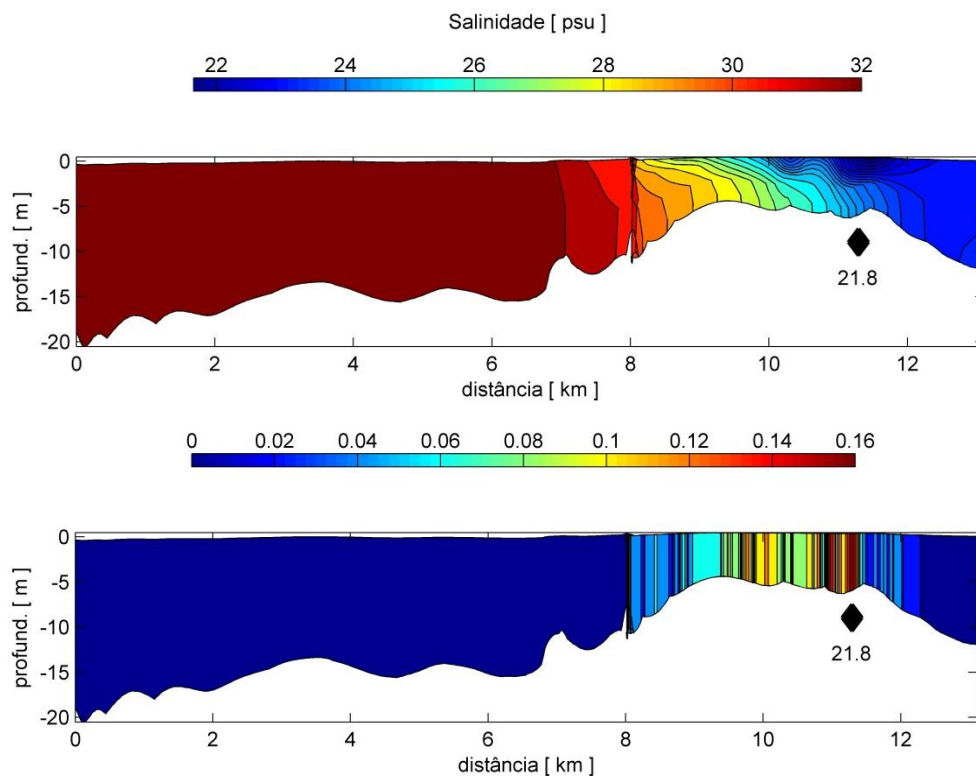 Salinidade [ psu ]
22 24 26 28 30 32
0
-5
-10
-15
-20
profund. [ m ]
21.8
0 2 4 6 8 10 12
distância [ km ]
0 0.02 0.04 0.06 0.08 0.1 0.12 0.14 0.16
0
-5
-10
-15
-20
profund. [ m ]
21.8
0 2 4 6 8 10 12
distância [ km ]